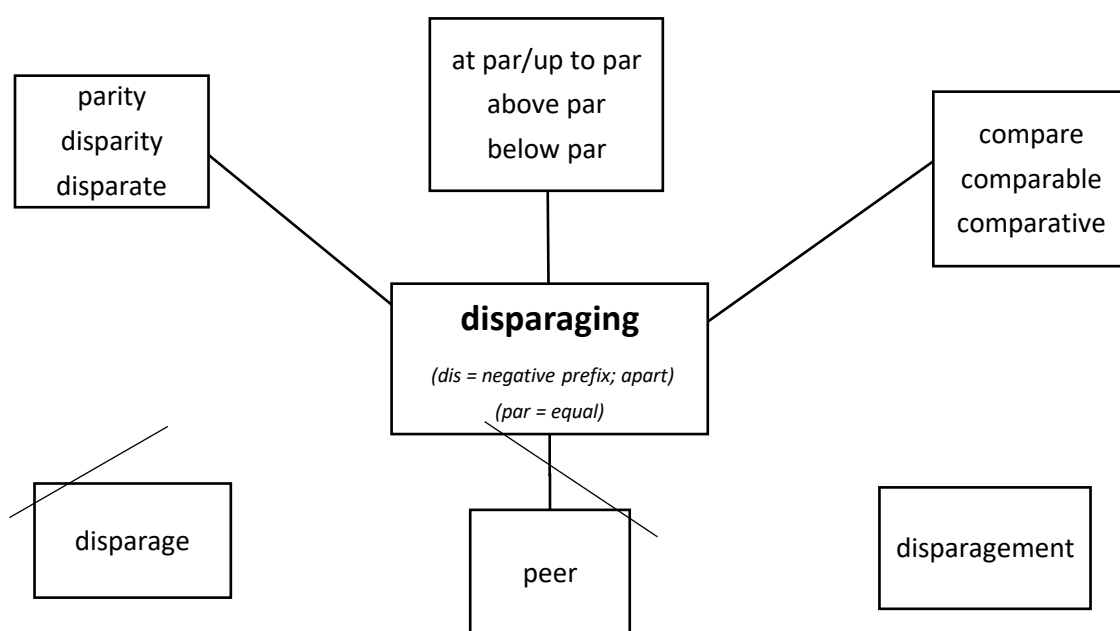 at par/up to par
above par
below par
parity
disparity
disparate
compare
comparable
comparative
disparaging
(dis = negative prefix; apart)
(par = equal)
disparage
peer
disparagement